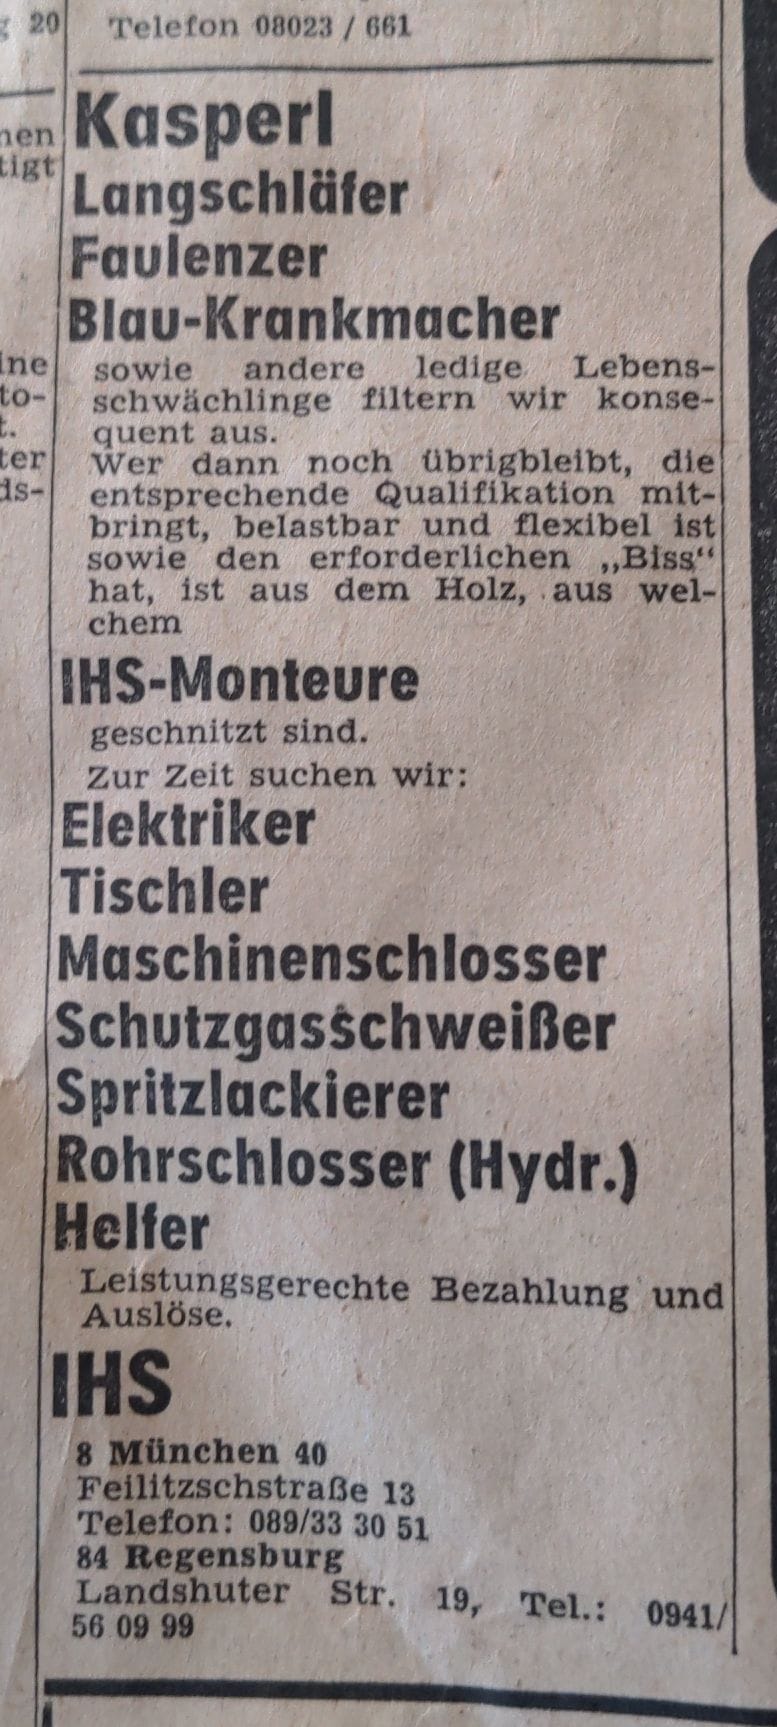 20
Telefon 08023 / 661
tigt
Kasperl
Langschläfer
Faulenzer
Blau-Krankmacher
sowie andere ledige Lebens-
schwächlinge filtern wir konse-
quent aus.
Wer dann noch übrigbleibt, die
entsprechende Qualifikation mit-
bringt, belastbar und flexibel ist
sowie den erforderlichen „Biss“
hat, ist aus dem Holz, aus wel-
chem
IHS-Monteure
geschnitzt sind.
Zur Zeit suchen wir:
Elektriker
Tischler
Maschinenschlosser
Schutzgasschweißer
Spritzlackierer
Rohrschlosser (Hydr.)
Helfer
Leistungsgerechte Bezahlung und
Auslöse.
IHS
8 München 40
Feilitzschstraße 13
Telefon: 089/33 30 51
84 Regensburg
Landshuter Str. 19, Tel.: 0941/
56 09 99